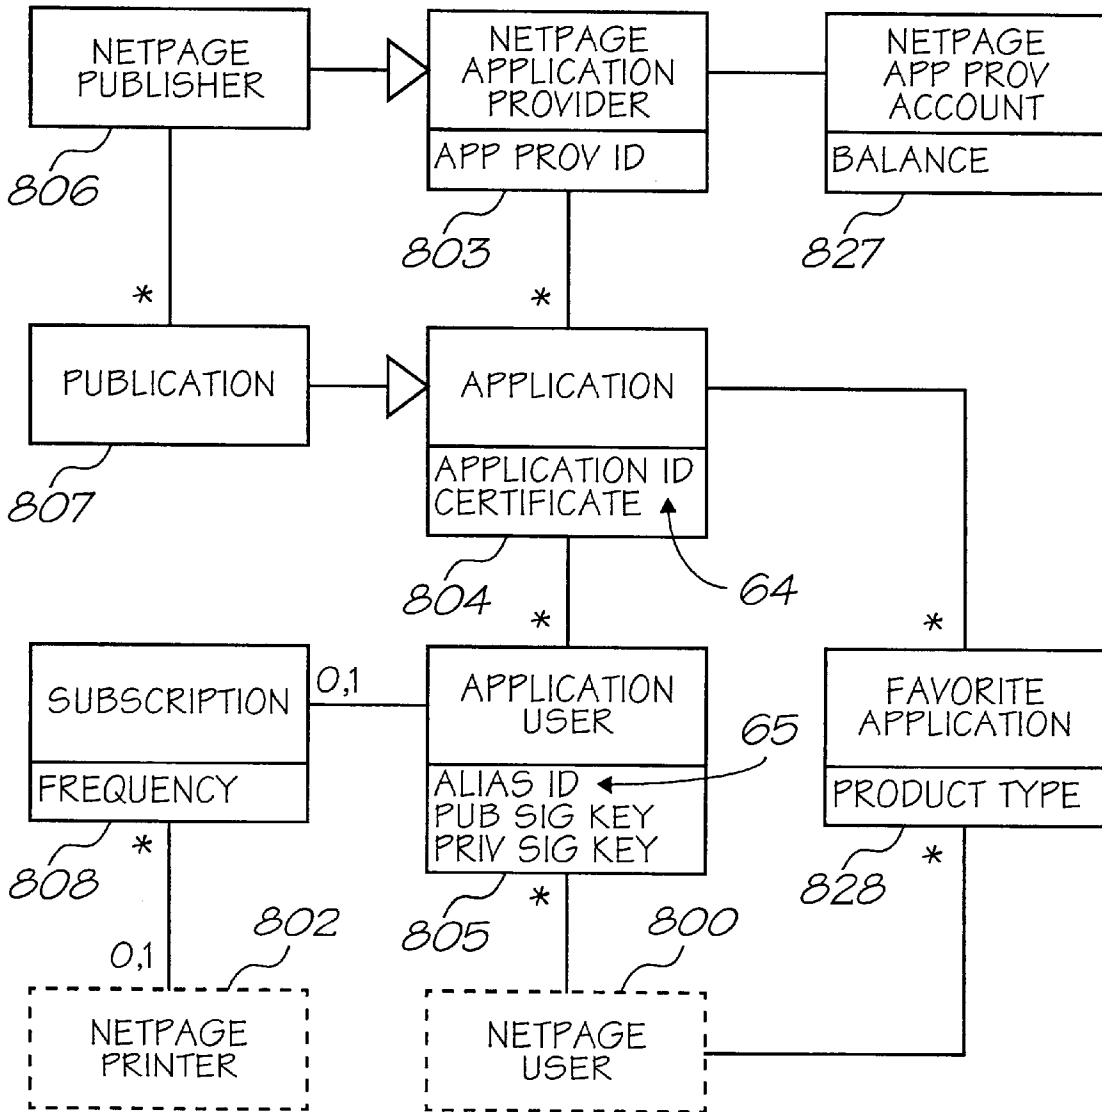 NETPAGE
PUBLISHER
806
NETPAGE
APPLICATION
PROVIDER
APP PROV ID
803
NETPAGE
APP PROV
ACCOUNT
BALANCE
827
*
*
PUBLICATION
807
APPLICATION
APPLICATION ID
CERTIFICATE
804
64
*
*
SUBSCRIPTION
FREQUENCY
808
0,1
APPLICATION
USER
65
ALIAS ID
PUB SIG KEY
PRIV SIG KEY
805
FAVORITE
APPLICATION
PRODUCT TYPE
828
*
*
*
802
800
0,1
NETPAGE
PRINTER
NETPAGE
USER